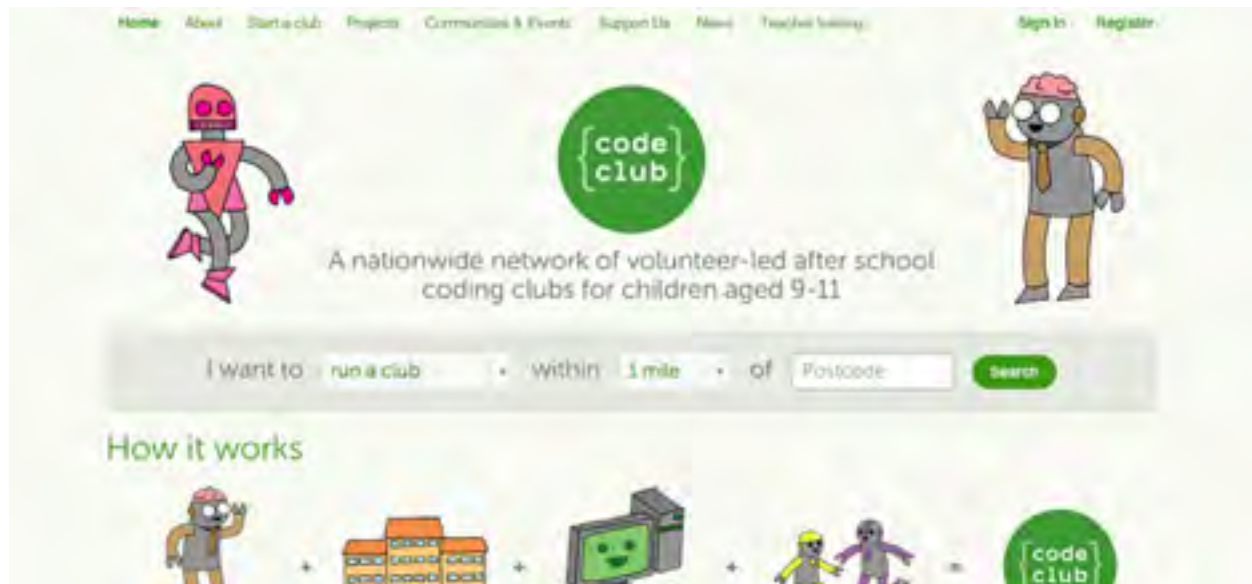 Home About Start a club Projects Communities & Events Support Us News Teacher training Sign In Register
{code
club}
A nationwide network of volunteer-led after school
coding clubs for children aged 9-11
I want to run a club within 1 mile of Postcode Search
How it works
+ + + =
{code
club}